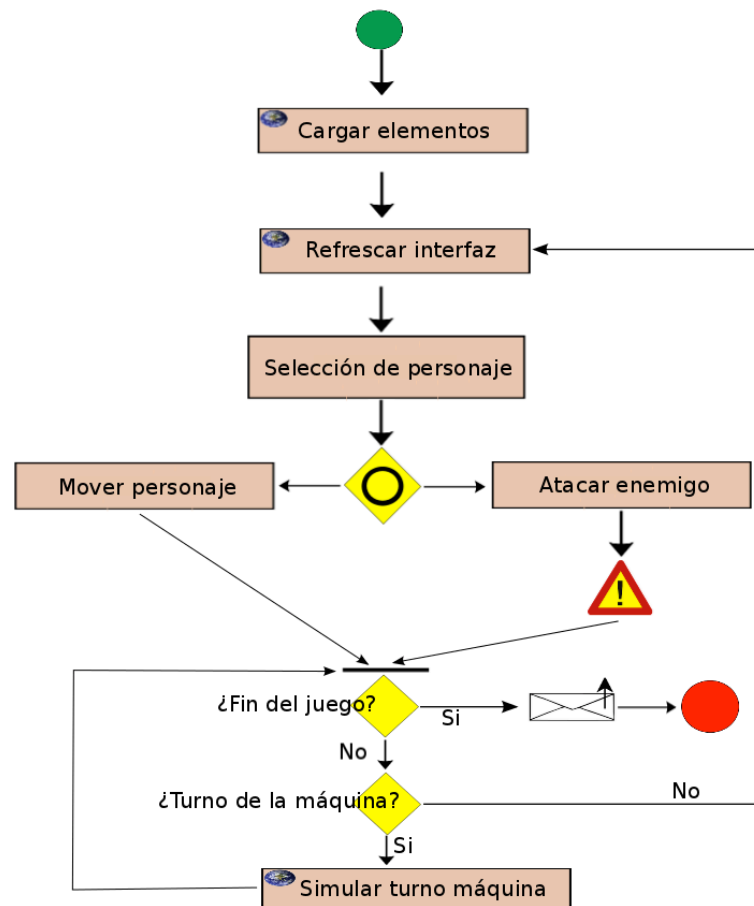 Cargar elementos
Refrescar interfaz
Selección de personaje
Mover personaje
Atacar enemigo
!
¿Fin del juego?
Si
No
¿Turno de la máquina?
No
Si
Simular turno máquina